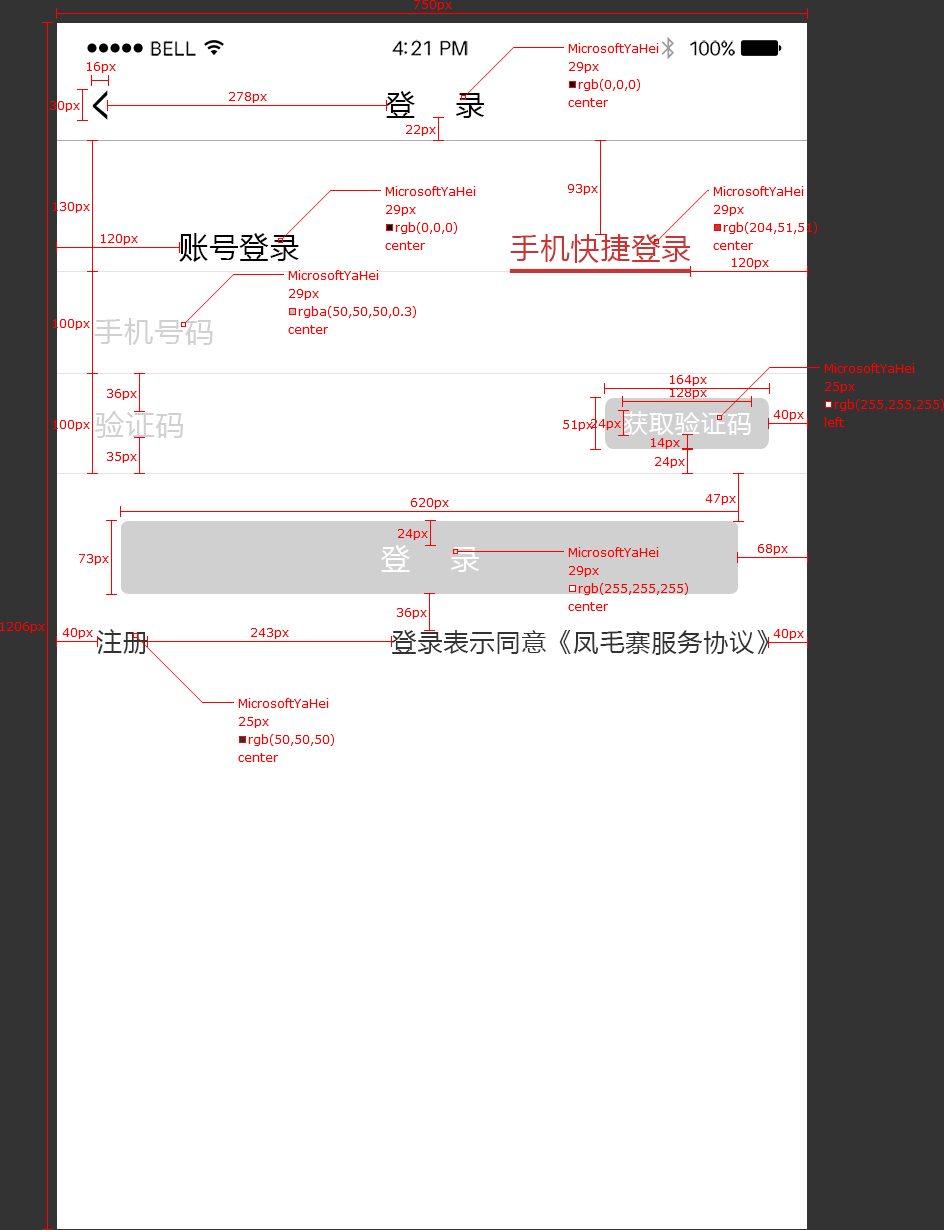 750px
BELL 4:21 PM 100%
MicrosoftYaHei
29px
rgb(0,0,0)
center
16px
30px
278px
登 录
22px
130px
93px
MicrosoftYaHei
29px
rgb(0,0,0)
center
MicrosoftYaHei
29px
rgb(204,51,51)
center
120px
账号登录
手机快捷登录
120px
MicrosoftYaHei
29px
rgba(50,50,50,0.3)
center
100px
手机号码
MicrosoftYaHei
25px
rgb(255,255,255)
left
164px
128px
36px
100px
验证码
51px
24px
获取验证码
40px
14px
35px
24px
47px
620px
24px
73px
登 录
MicrosoftYaHei
29px
rgb(255,255,255)
center
68px
36px
1206px
40px
注册
243px
登录表示同意《凤毛寨服务协议》
40px
MicrosoftYaHei
25px
rgb(50,50,50)
center